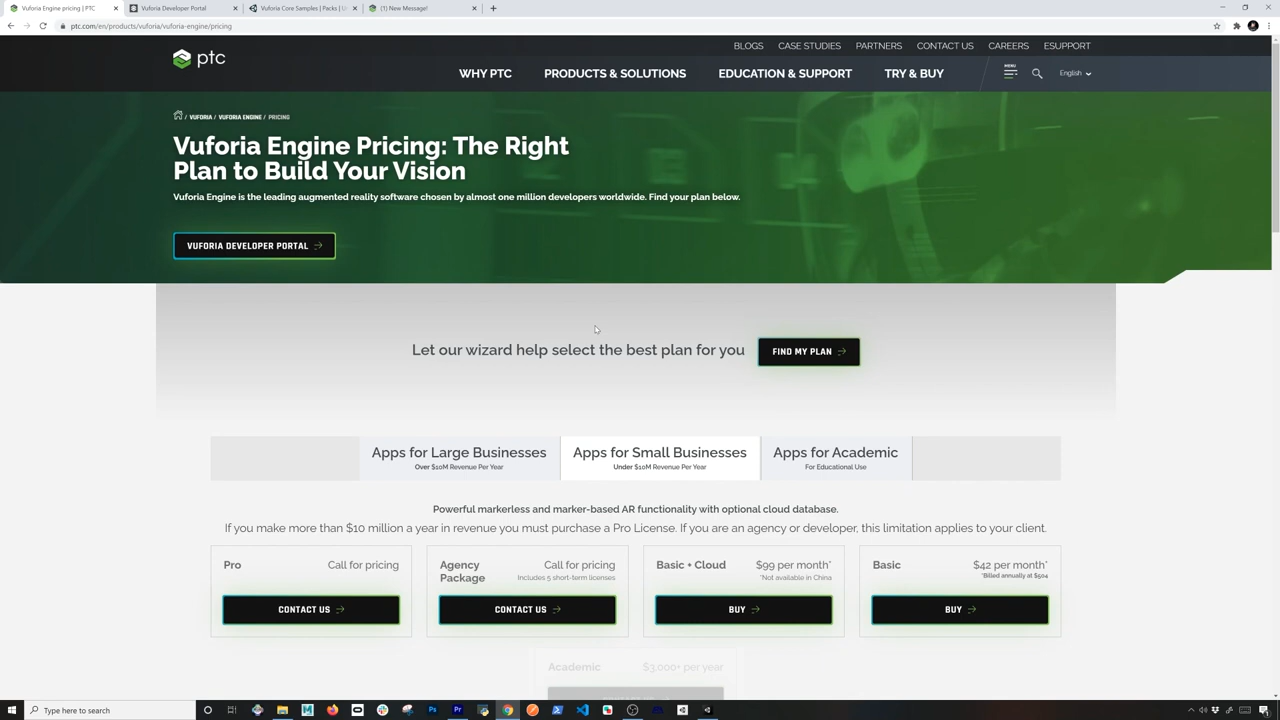 Vuforia Engine pricing | PTC
Vuforia Developer Portal
Vuforia Core Samples | Packs | U
(1) New Message!
ptc.com/en/products/vuforia/vuforia-engine/pricing
BLOGS CASE STUDIES PARTNERS CONTACT US CAREERS ESUPPORT
ptc
WHY PTC PRODUCTS & SOLUTIONS EDUCATION & SUPPORT TRY & BUY
MENU
English
/ VUFORIA / VUFORIA ENGINE / PRICING
Vuforia Engine Pricing: The Right
Plan to Build Your Vision
Vuforia Engine is the leading augmented reality software chosen by almost one million developers worldwide. Find your plan below.
VUFORIA DEVELOPER PORTAL
Let our wizard help select the best plan for you
FIND MY PLAN
Apps for Large Businesses
Over $10M Revenue Per Year
Apps for Small Businesses
Under $10M Revenue Per Year
Apps for Academic
For Educational Use
Powerful markerless and marker-based AR functionality with optional cloud database.
If you make more than $10 million a year in revenue you must purchase a Pro License. If you are an agency or developer, this limitation applies to your client.
Pro Call for pricing
CONTACT US
Agency
Package
Call for pricing
Includes 5 short-term licenses
CONTACT US
Basic + Cloud $99 per month*
*Not available in China
BUY
Basic $42 per month*
*Billed annually at $504
BUY
Academic $3,000+ per year
Type here to search